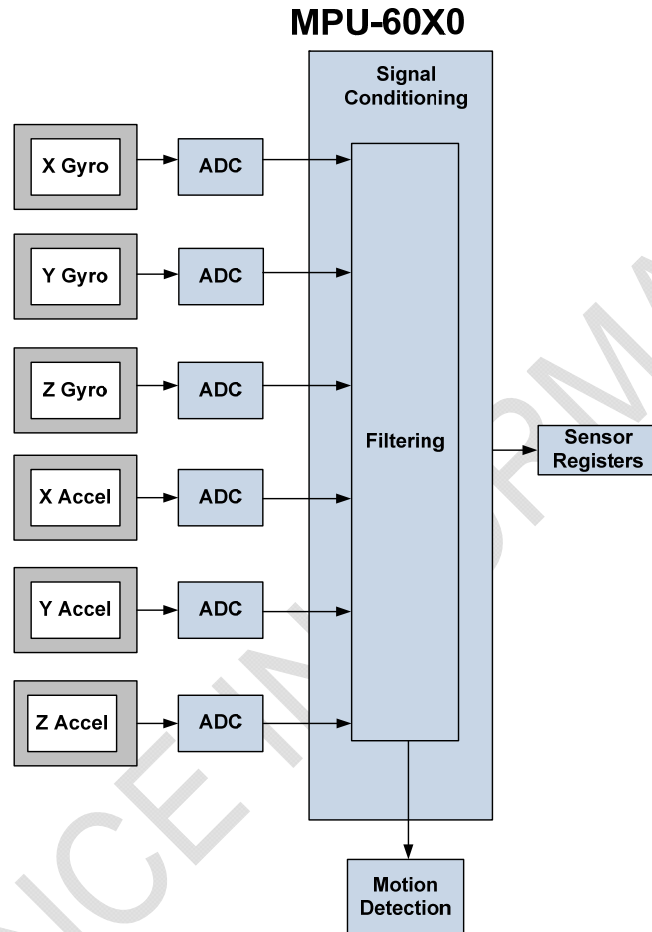 MPU-60X0
Signal
Conditioning
X Gyro
ADC
Y Gyro
ADC
Z Gyro
ADC
Filtering
Sensor
Registers
X Accel
ADC
Y Accel
ADC
Z Accel
ADC
Motion
Detection